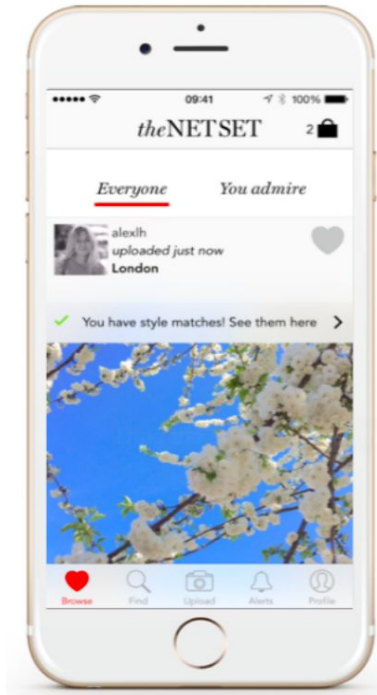 09:41 100%
theNETSET 2
Everyone You admire
alexlh
uploaded just now
London
You have style matches! See them here
Browse Find Upload Alerts Profile